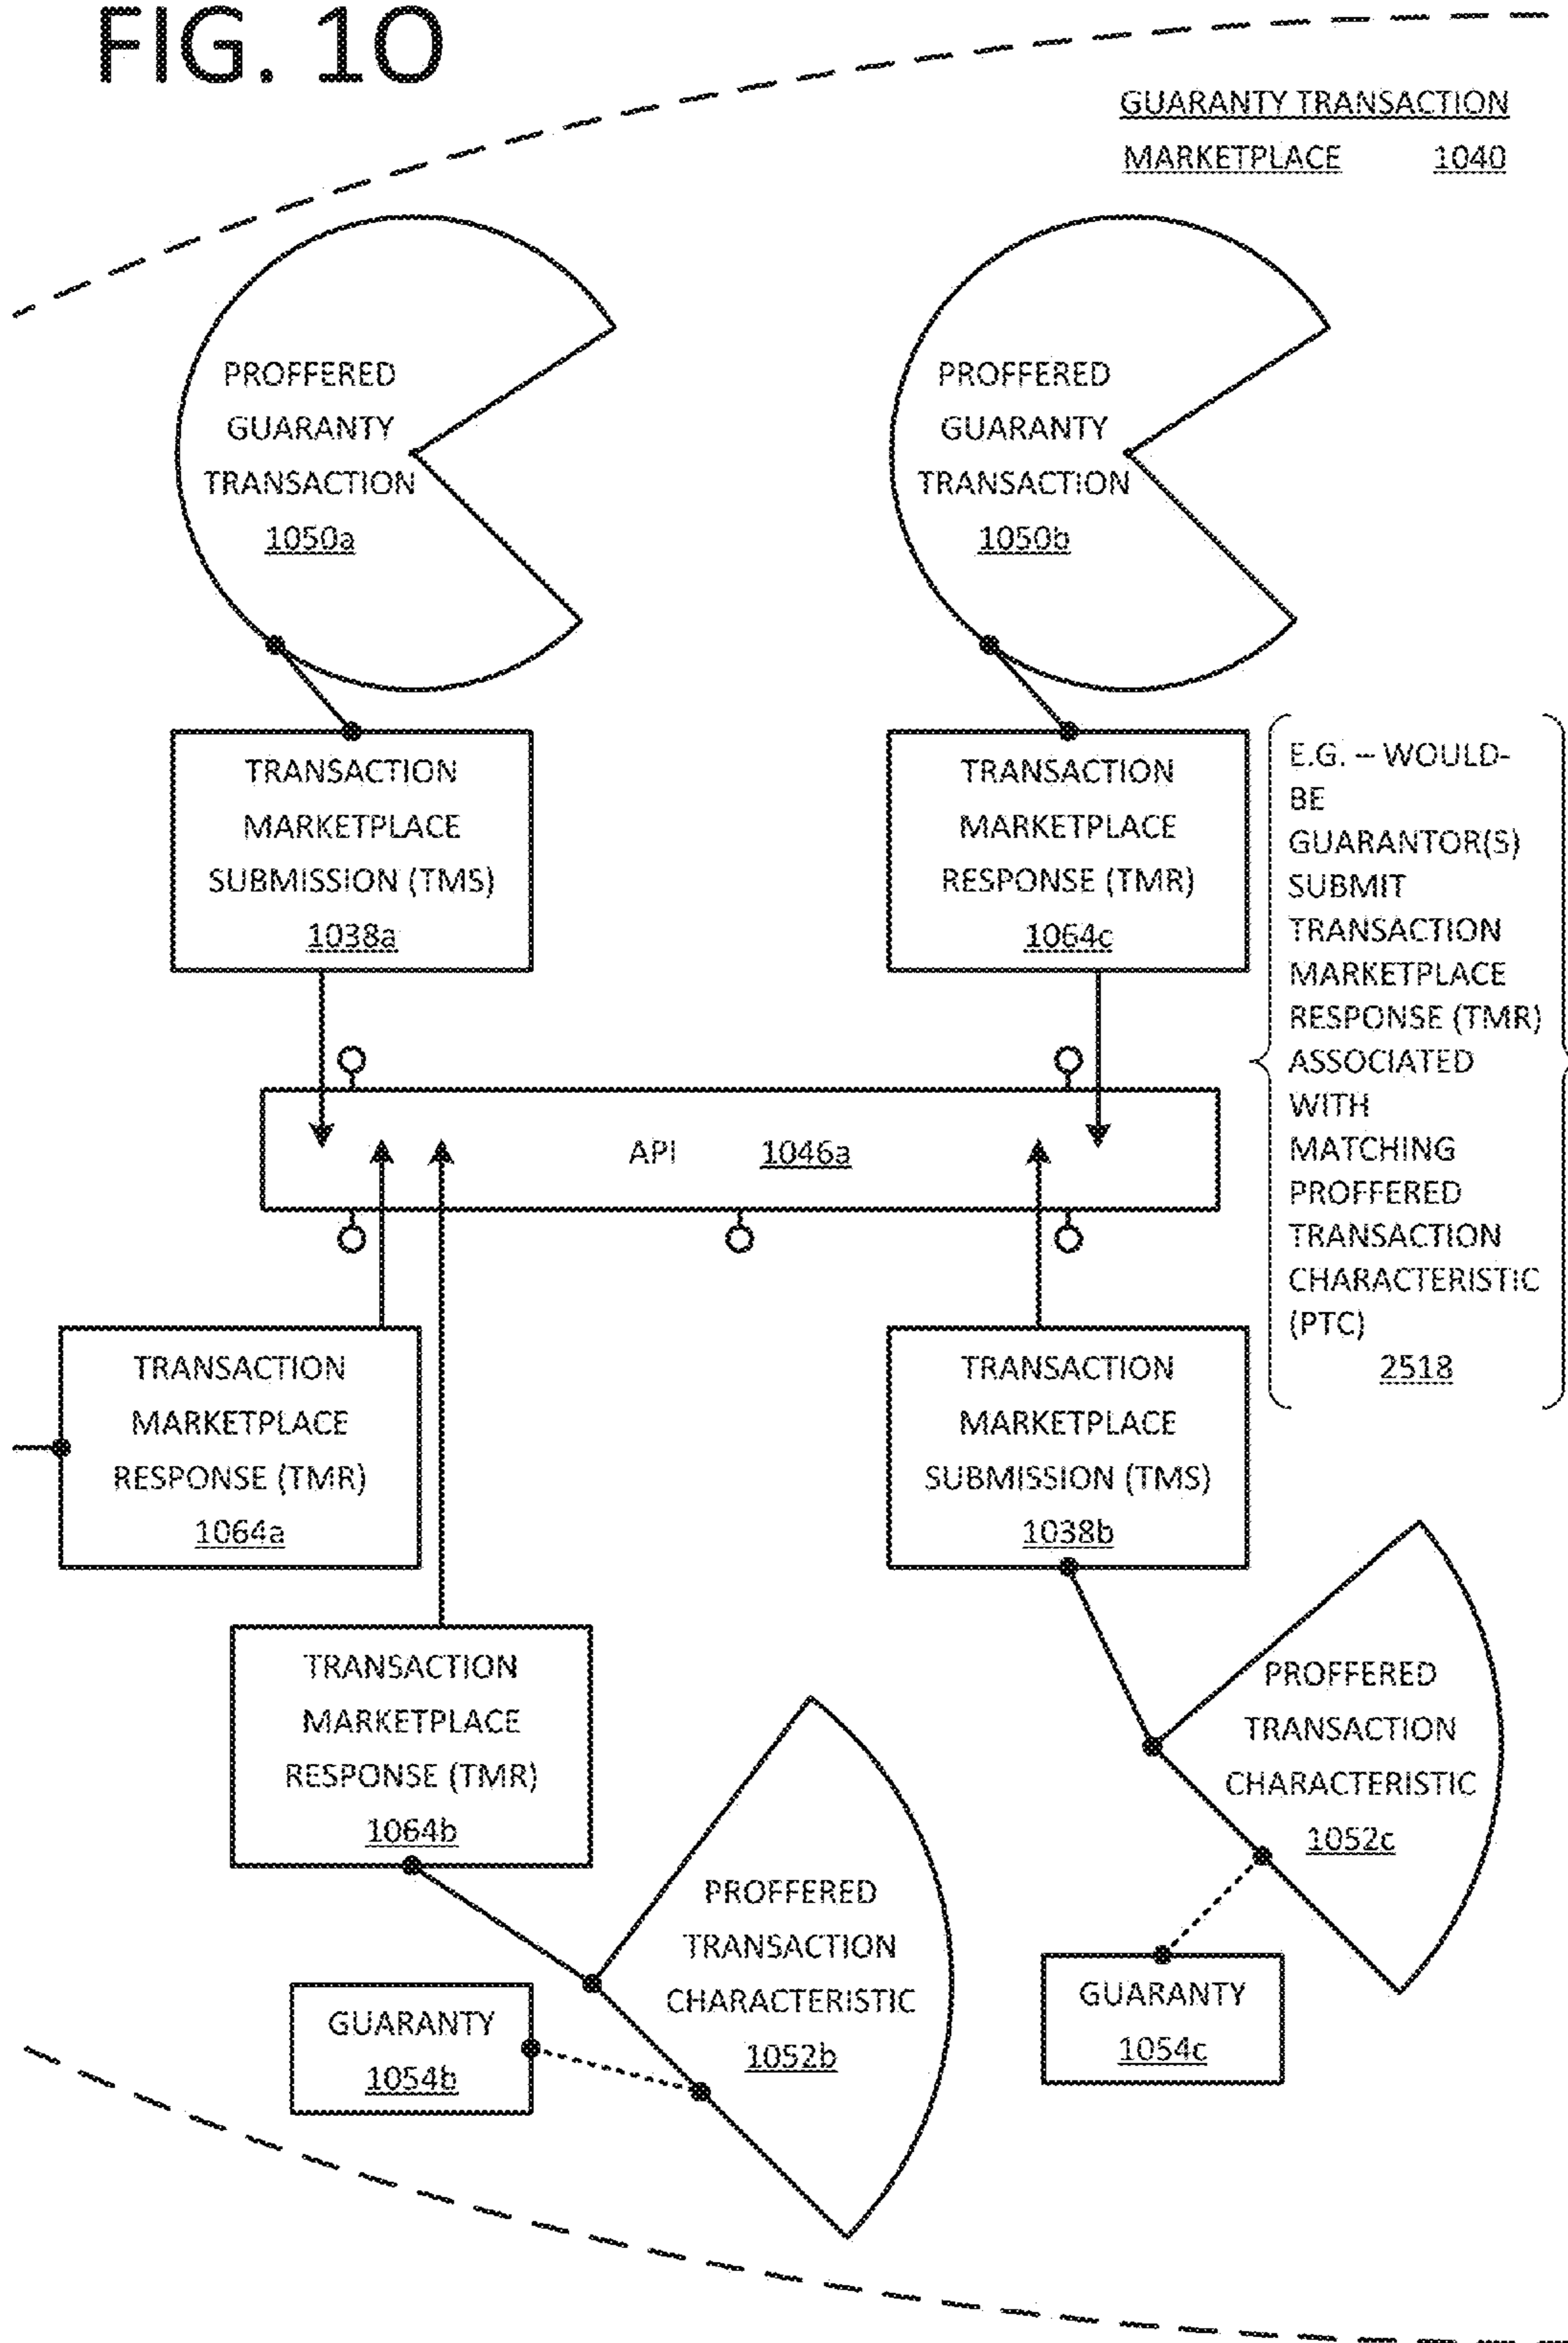 FIG. 10
GUARANTY TRANSACTION
MARKETPLACE 1040
PROFFERED
GUARANTY
TRANSACTION
1050a
PROFFERED
GUARANTY
TRANSACTION
1050b
TRANSACTION
MARKETPLACE
SUBMISSION (TMS)
1038a
TRANSACTION
MARKETPLACE
RESPONSE (TMR)
1064c
E.G. – WOULD-
BE
GUARANTOR(S)
SUBMIT
TRANSACTION
MARKETPLACE
RESPONSE (TMR)
ASSOCIATED
WITH
MATCHING
PROFFERED
TRANSACTION
CHARACTERISTIC
(PTC)
2518
API 1046a
TRANSACTION
MARKETPLACE
RESPONSE (TMR)
1064a
TRANSACTION
MARKETPLACE
SUBMISSION (TMS)
1038b
TRANSACTION
MARKETPLACE
RESPONSE (TMR)
1064b
PROFFERED
TRANSACTION
CHARACTERISTIC
1052c
PROFFERED
TRANSACTION
CHARACTERISTIC
1052b
GUARANTY
1054b
GUARANTY
1054c